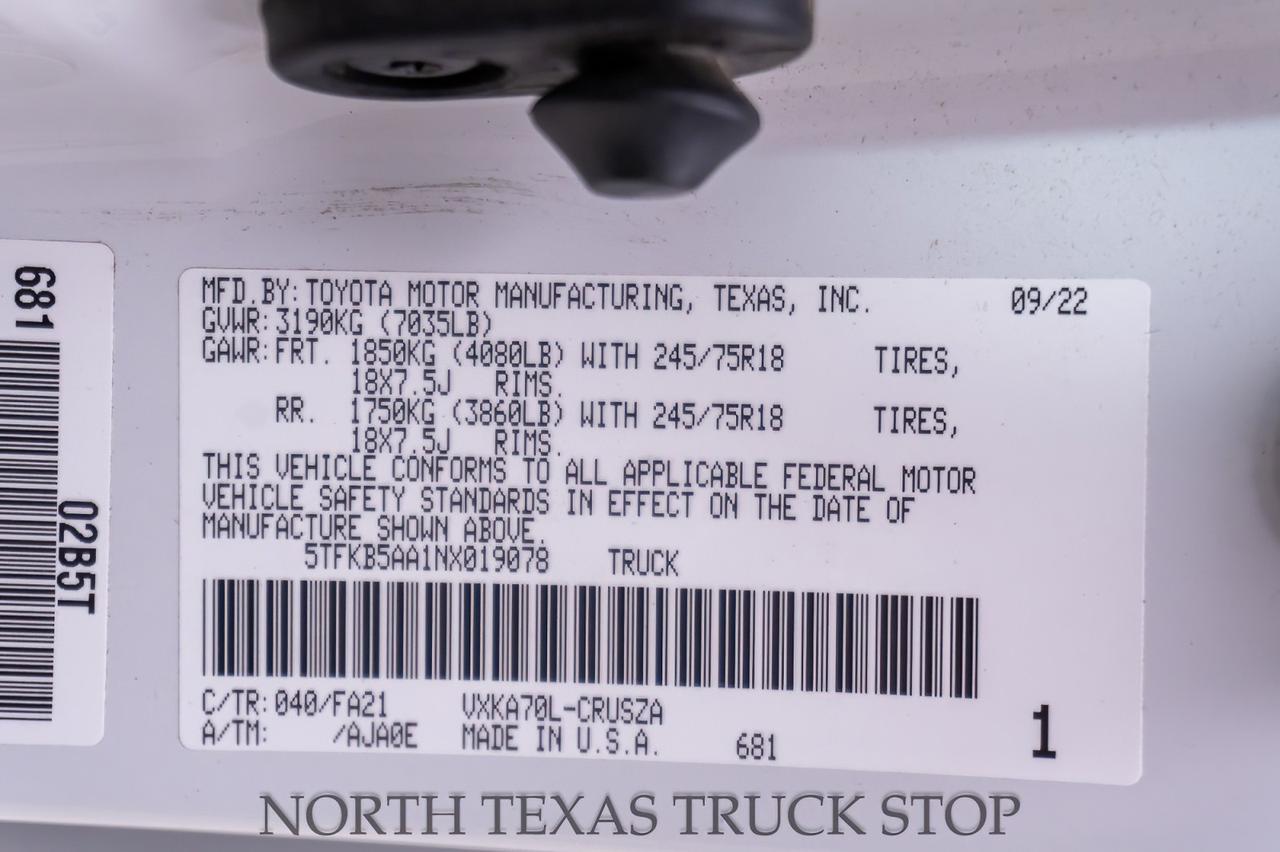 681
02B5T
MFD.BY: TOYOTA MOTOR MANUFACTURING, TEXAS, INC. 09/22
GVWR: 3190KG (7035LB)
GAWR: FRT. 1850KG (4080LB) WITH 245/75R18 TIRES,
18X7.5J RIMS.
RR. 1750KG (3860LB) WITH 245/75R18 TIRES,
18X7.5J RIMS.
THIS VEHICLE CONFORMS TO ALL APPLICABLE FEDERAL MOTOR
VEHICLE SAFETY STANDARDS IN EFFECT ON THE DATE OF
MANUFACTURE SHOWN ABOVE.
5TFKB5AA1NX019078 TRUCK
C/TR: 040/FA21 VXKA70L-CRUSZA
A/TM: /AJA0E MADE IN U.S.A. 681
1
NORTH TEXAS TRUCK STOP